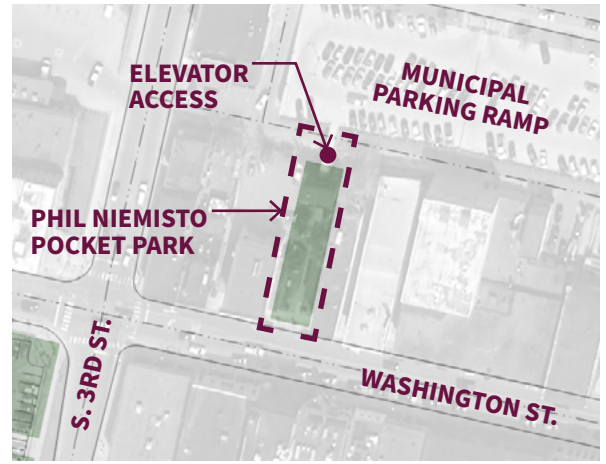 ELEVATOR
ACCESS
MUNICIPAL
PARKING RAMP
PHIL NIEMISTO
POCKET PARK
S. 3RD ST.
WASHINGTON ST.